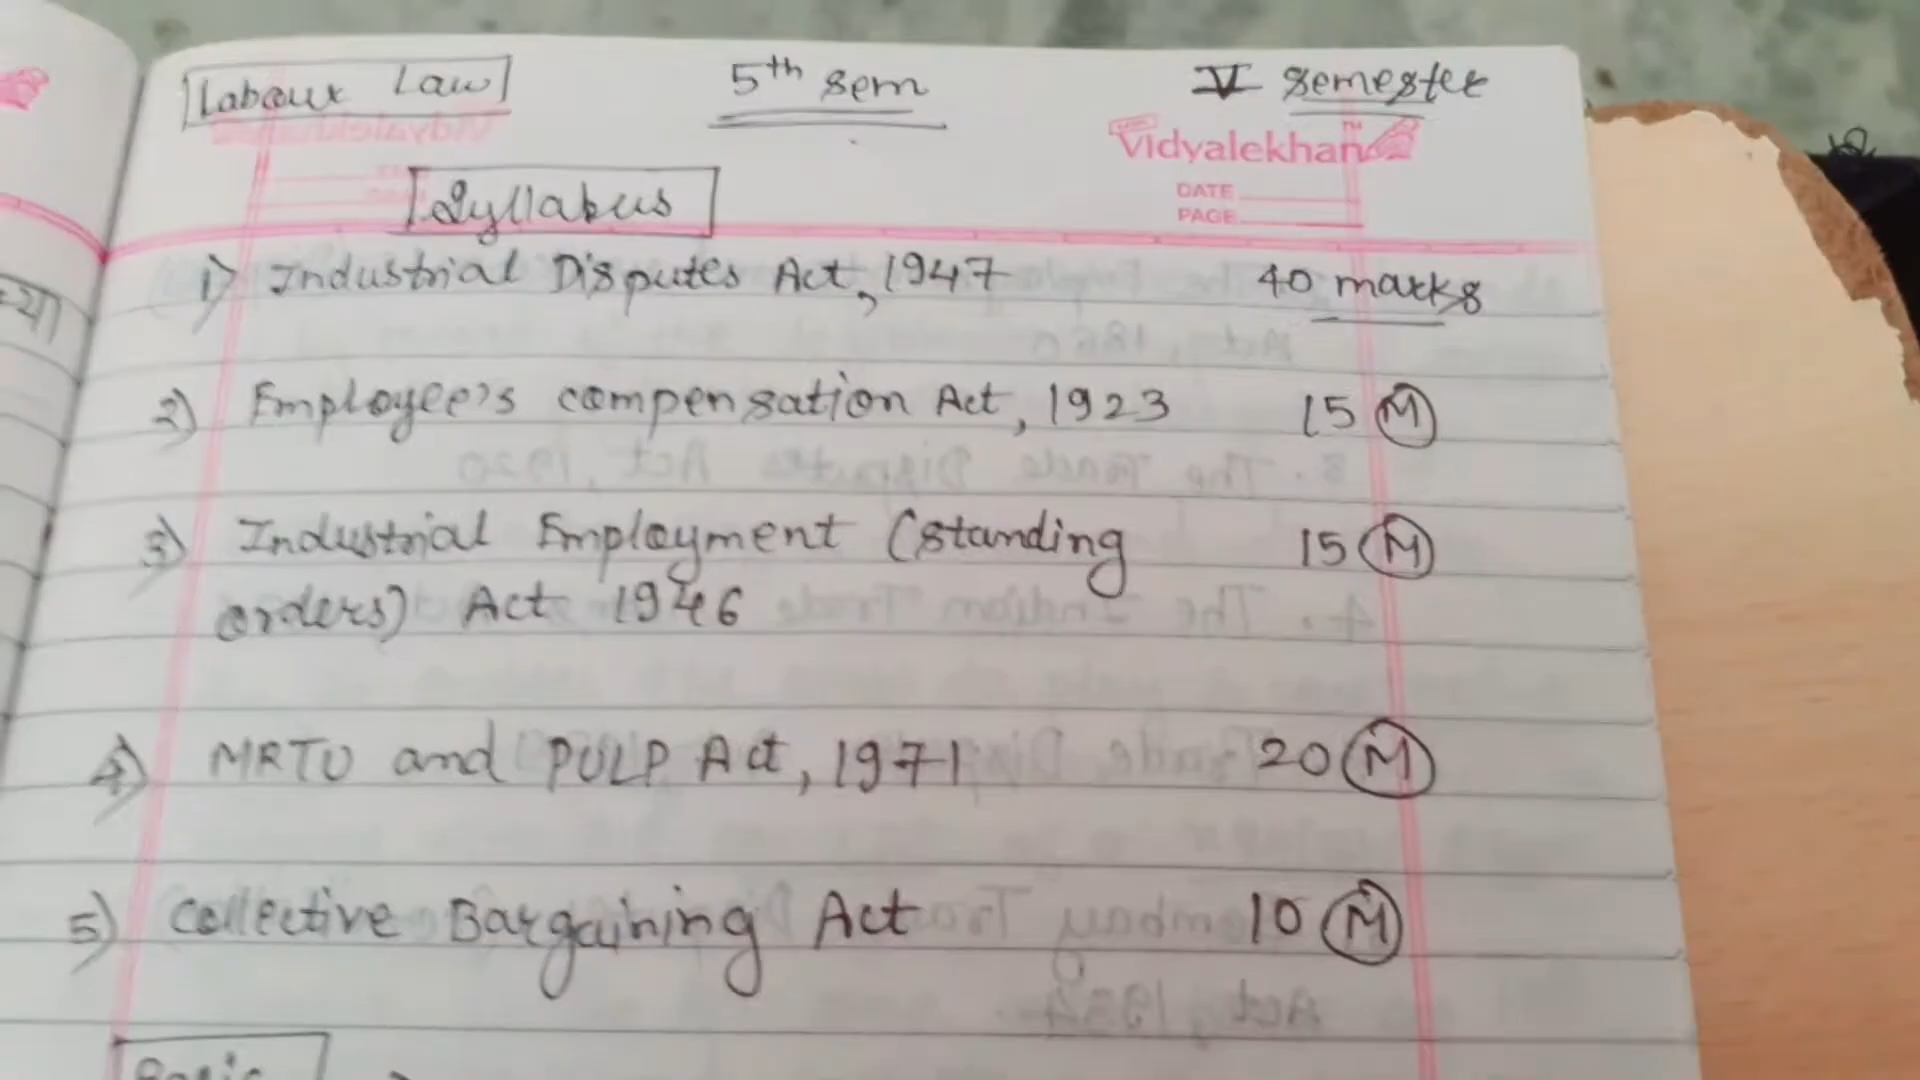 Labour Law 5th sem V semester
Vidyalekhan™
DATE
PAGE
Syllabus
1) Industrial Disputes Act, 1947 40 marks
2) Employee's compensation Act, 1923 15 M
3) Industrial Employment (standing 15 M
orders) Act 1946
4) MRTU and PULP Act, 1971 20 M
5) Collective Bargaining Act 10 M